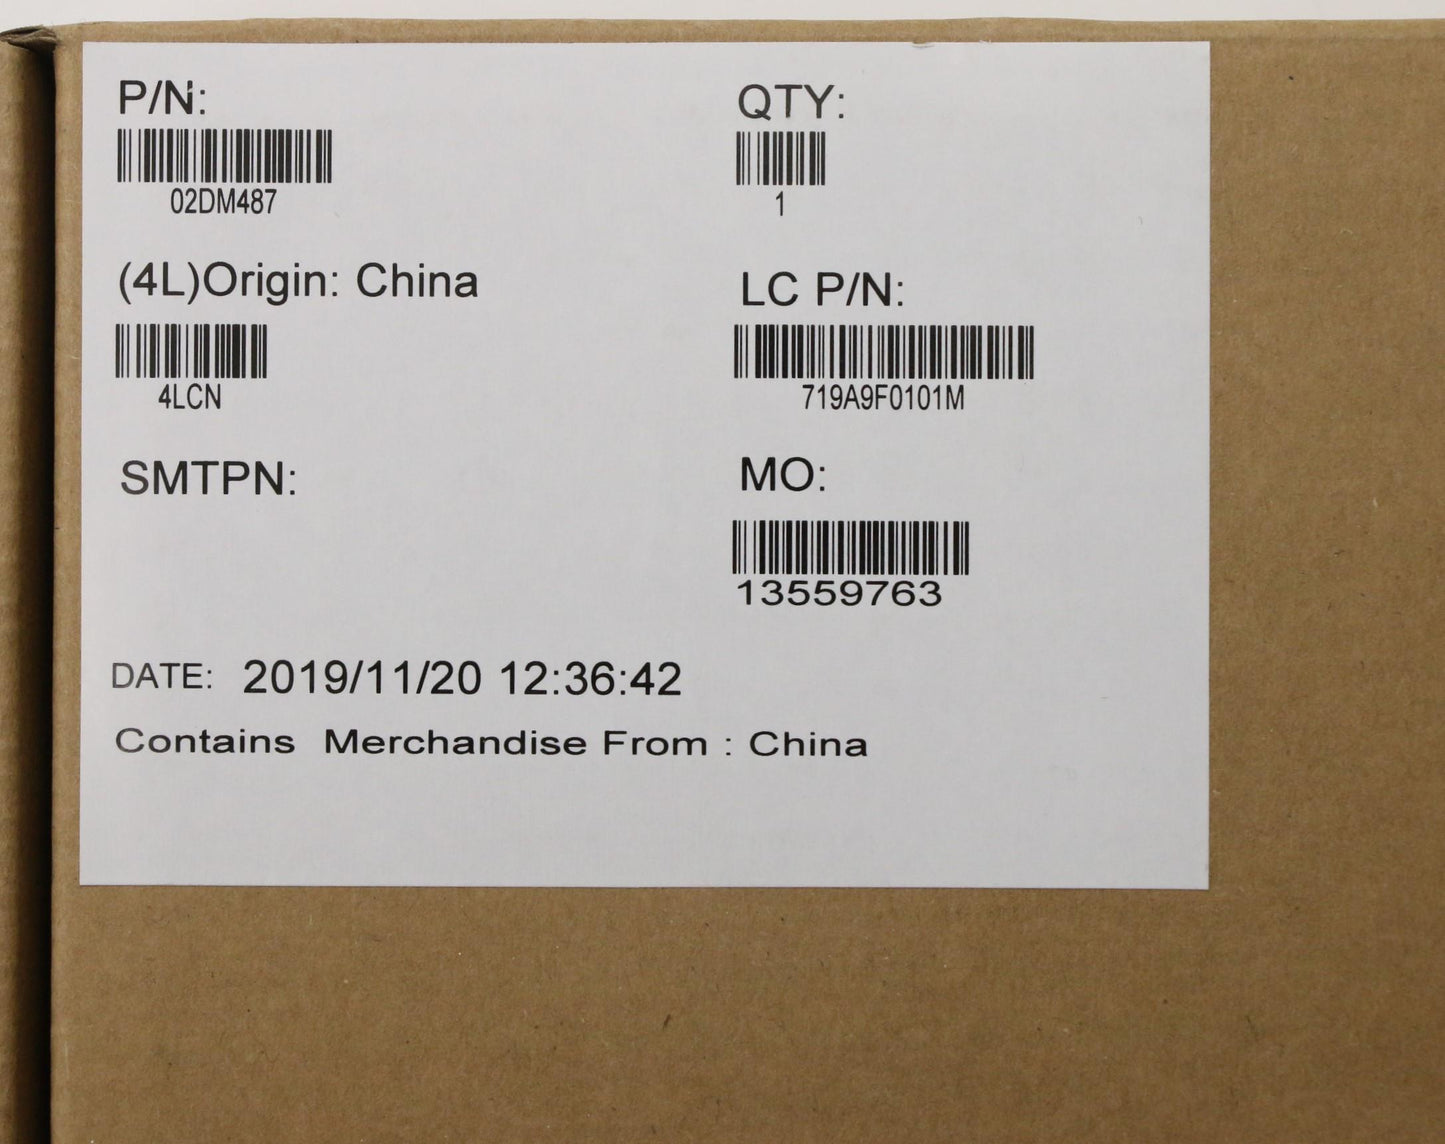 P/N:
02DM487
QTY:
1
(4L)Origin: China
4LCN
LC P/N:
719A9F0101M
SMTPN:
MO:
13559763
DATE: 2019/11/20 12:36:42
Contains Merchandise From : China